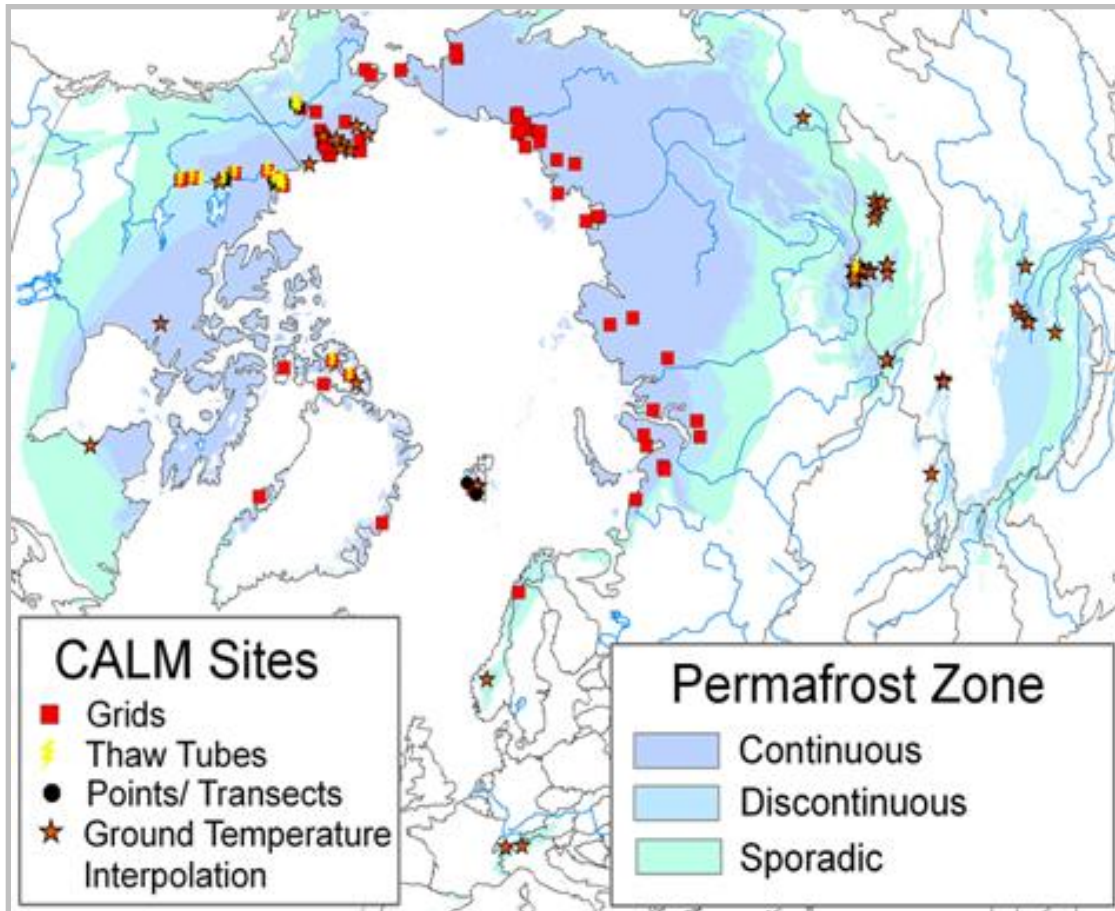 CALM Sites
Grids
Thaw Tubes
Points/ Transects
Ground Temperature
Interpolation
Permafrost Zone
Continuous
Discontinuous
Sporadic